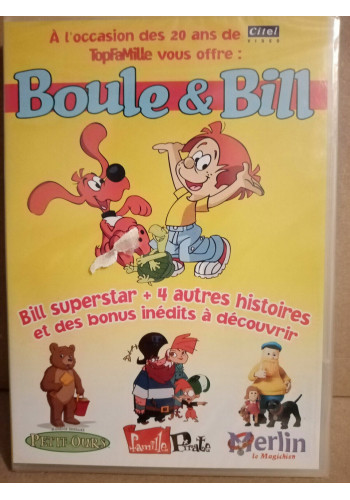 À l'occasion des 20 ans de Citel
VIDEO
TOPFAMille vous offre :
Boule & Bill
Bill superstar + 4 autres histoires
et des bonus inédits à découvrir
PETIT-OURS
Famille Pirate
Merlin
le Magicien